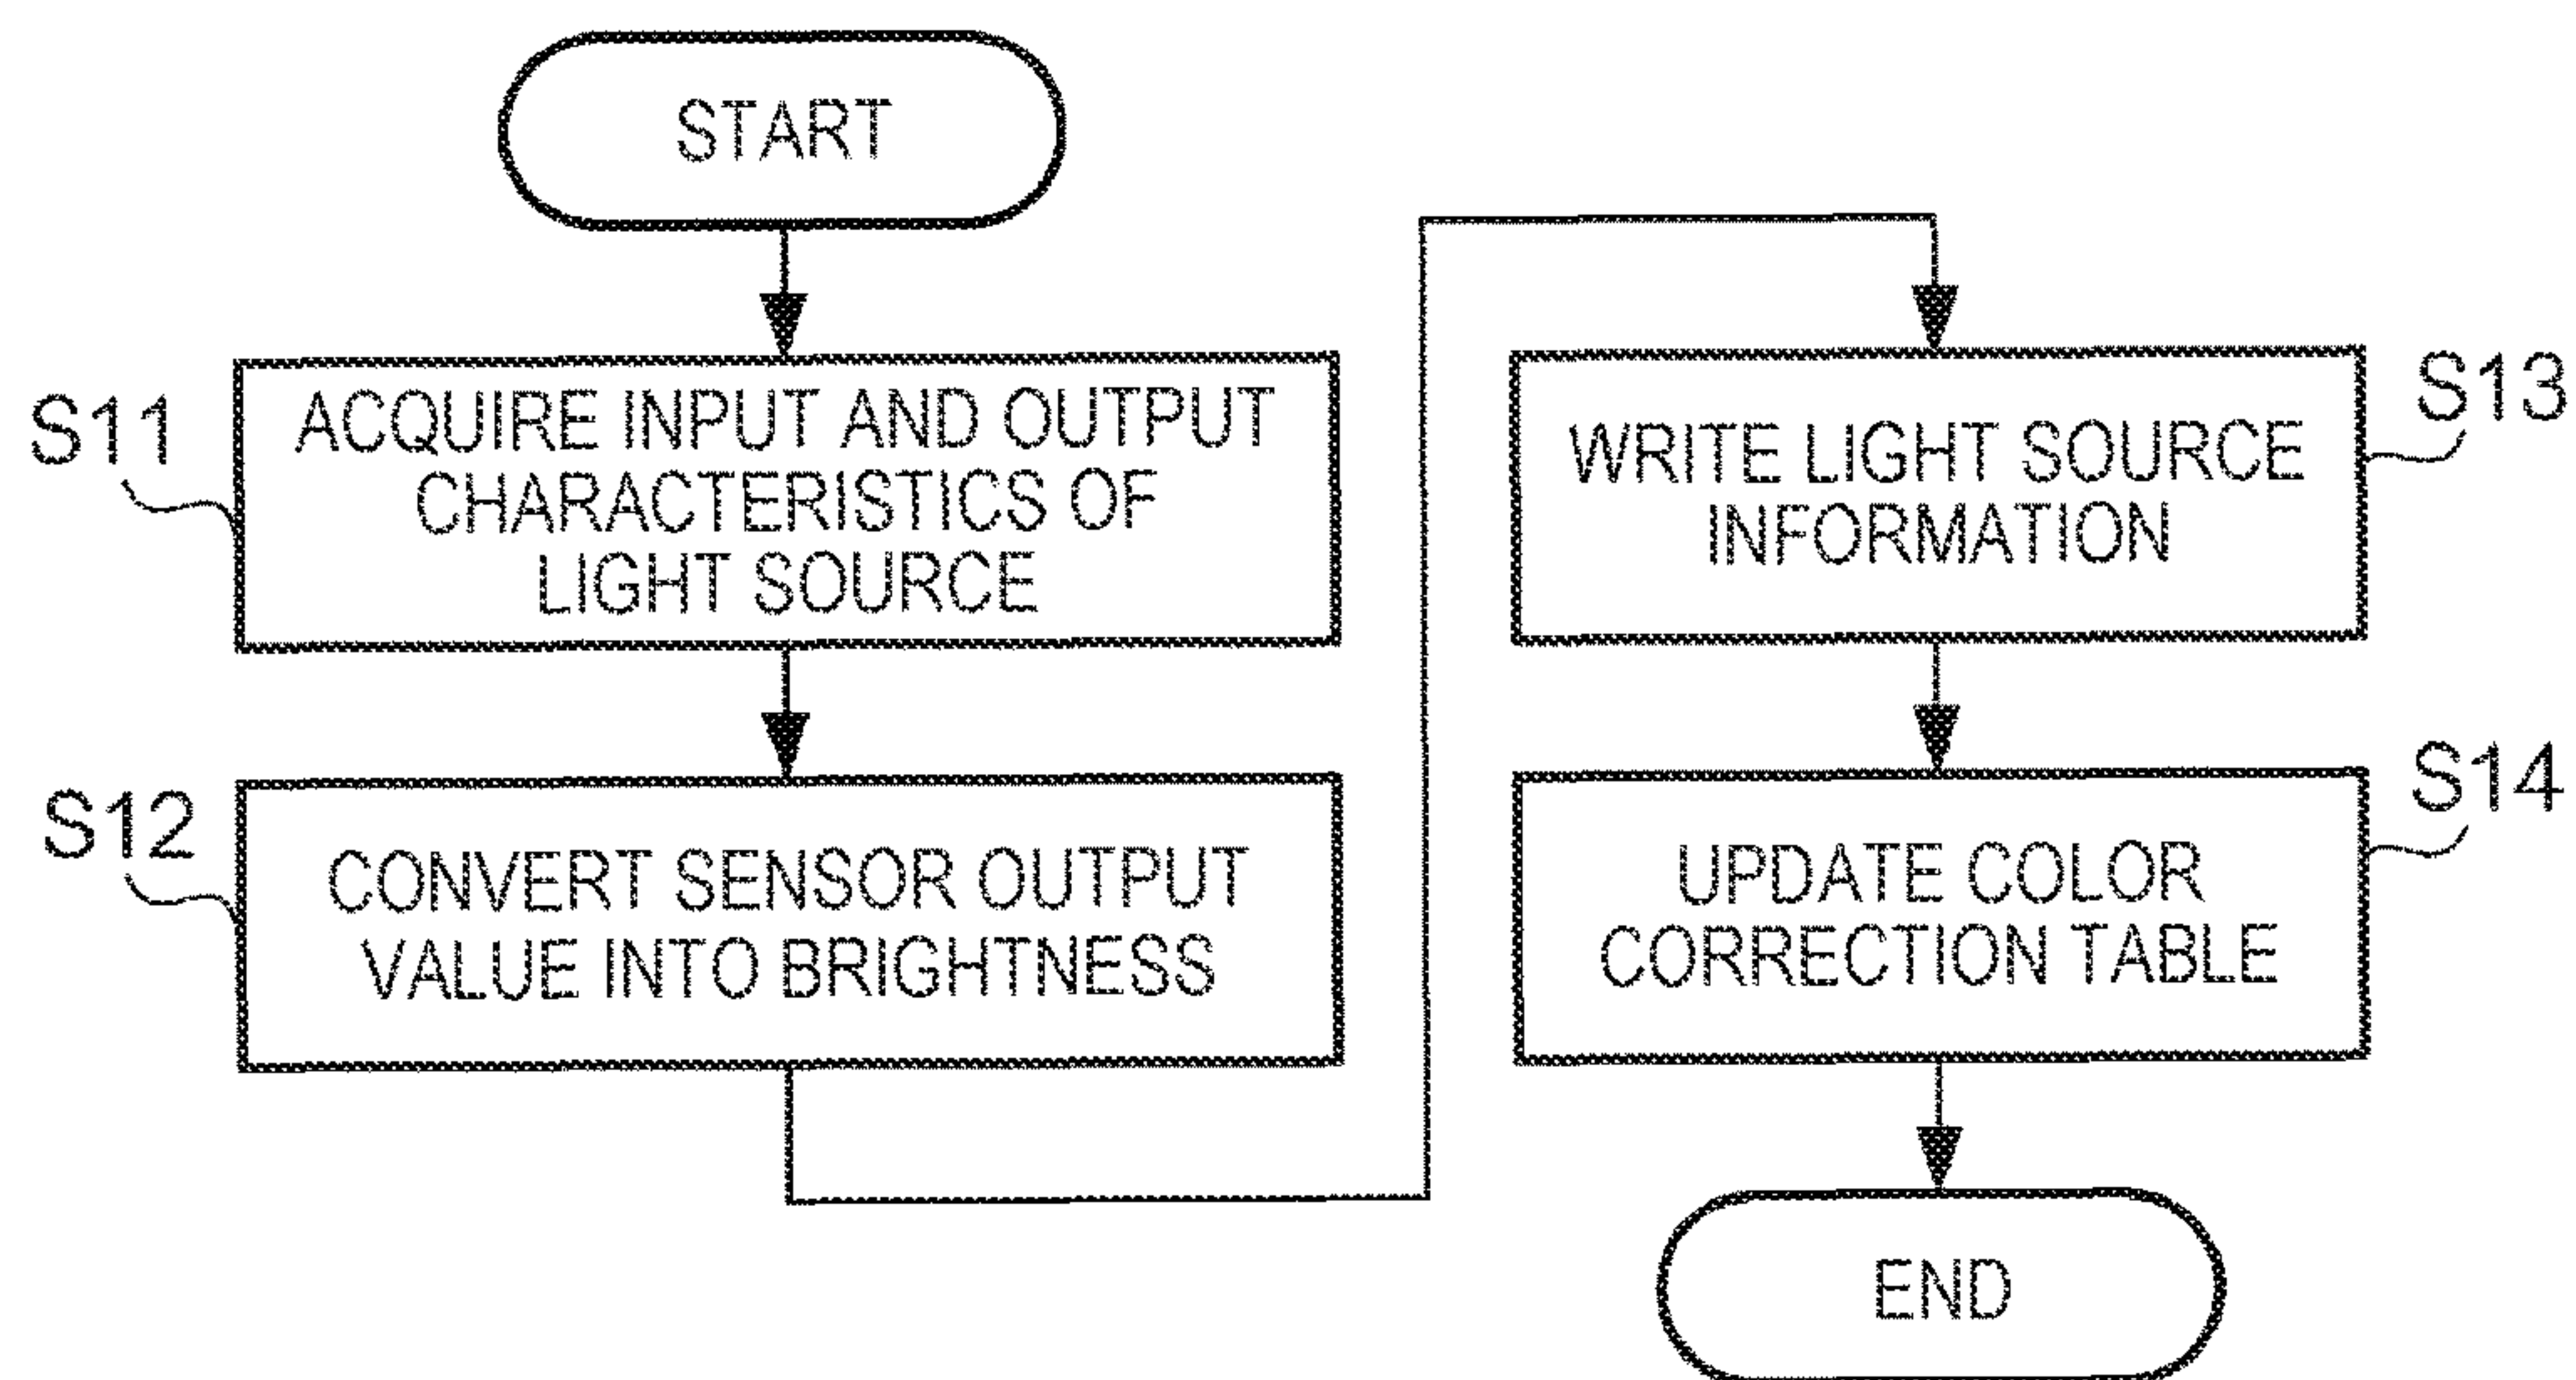 START
S11
ACQUIRE INPUT AND OUTPUT
CHARACTERISTICS OF
LIGHT SOURCE
S12
CONVERT SENSOR OUTPUT
VALUE INTO BRIGHTNESS
S13
WRITE LIGHT SOURCE
INFORMATION
S14
UPDATE COLOR
CORRECTION TABLE
END